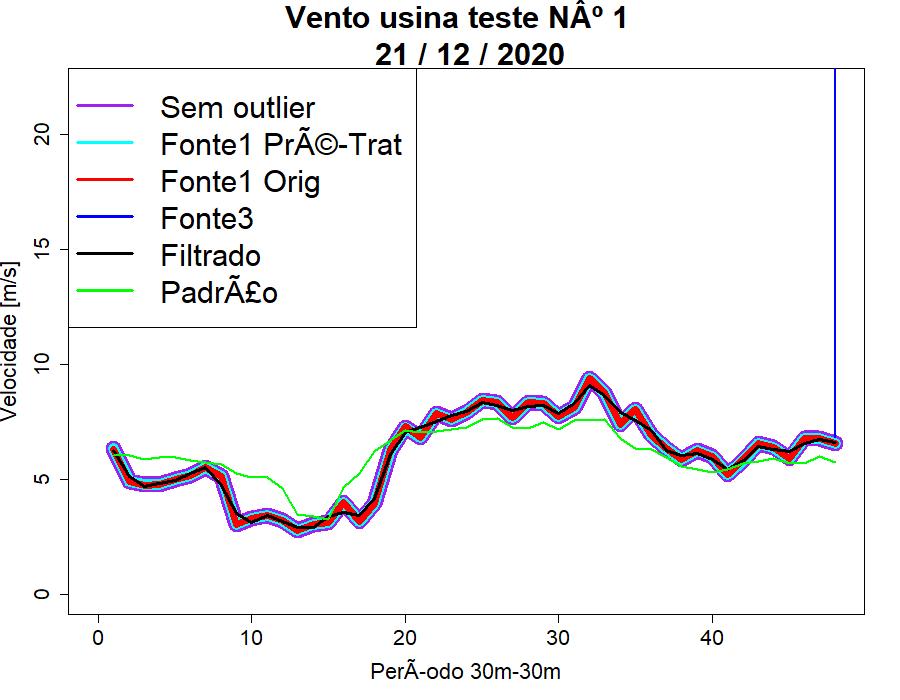 Vento usina teste NÂº 1
21 / 12 / 2020
Sem outlier
Fonte1 PrÃ©-Trat
Fonte1 Orig
Fonte3
Filtrado
PadrÃ£o
Velocidade [m/s]
20
15
10
5
0
0 10 20 30 40
PerÃ-odo 30m-30m